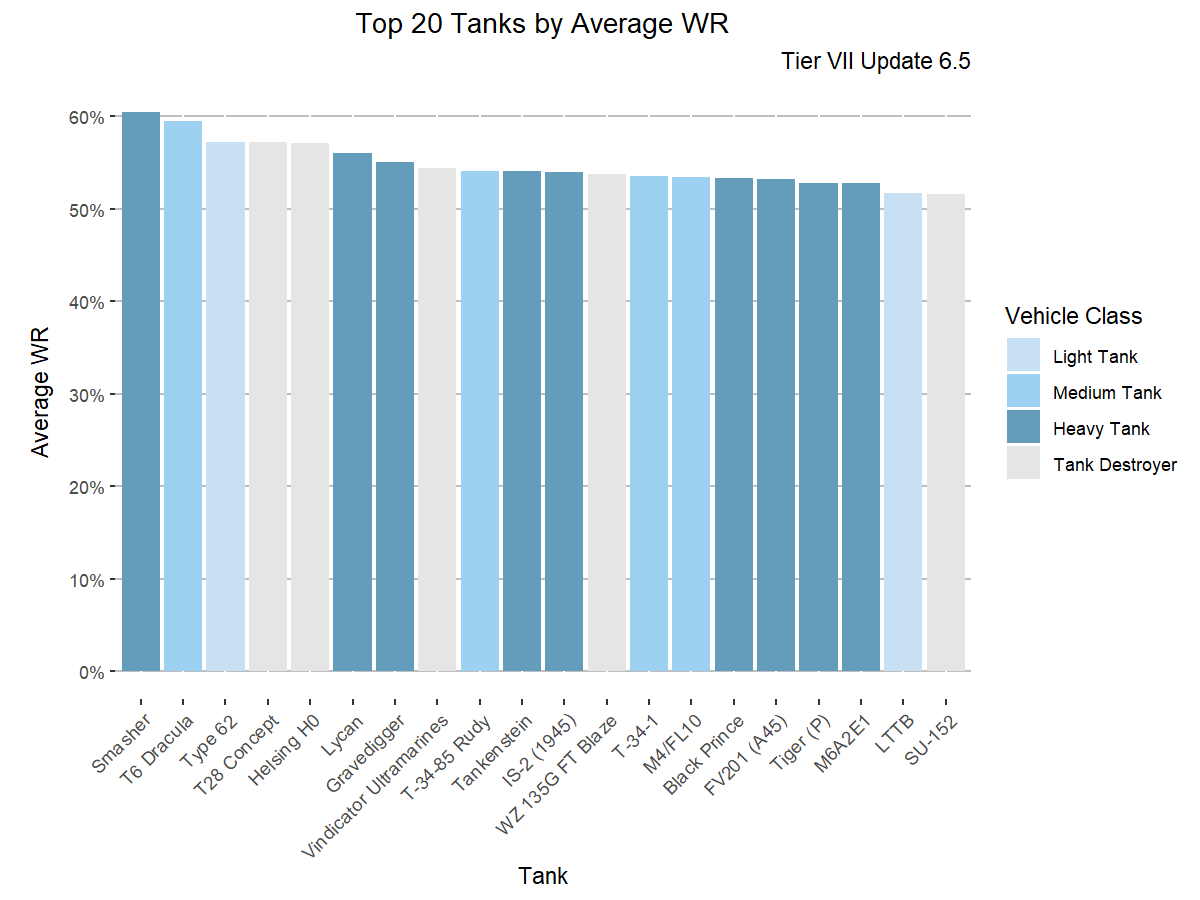 Top 20 Tanks by Average WR
Tier VII Update 6.5
Average WR
60%
50%
40%
30%
20%
10%
0%
Smasher
T6 Dracula
Type 62
T28 Concept
Helsing H0
Lycan
Gravedigger
Vindicator Ultramarines
T-34-85 Rudy
Tankenstein
IS-2 (1945)
WZ 135G FT Blaze
T-34-1
M4/FL10
Black Prince
FV201 (A45)
Tiger (P)
M6A2E1
LTTB
SU-152
Tank
Vehicle Class
Light Tank
Medium Tank
Heavy Tank
Tank Destroyer